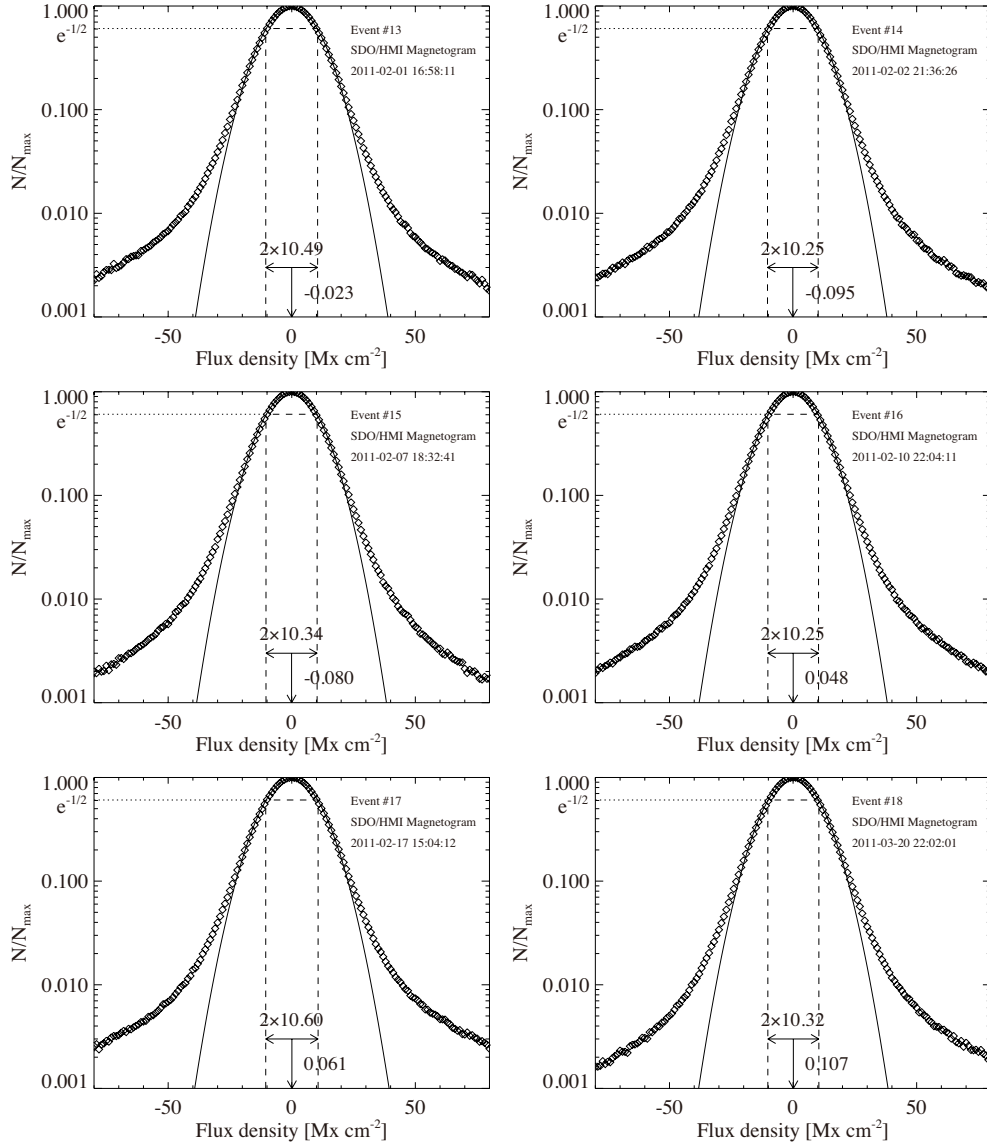 1.000
e-1/2
0.100
0.010
0.001
N/Nmax
Event #13
SDO/HMI Magnetogram
2011-02-01 16:58:11
2×10.49
-0.023
-50 0 50
Flux density [Mx cm-2]
1.000
e-1/2
0.100
0.010
0.001
N/Nmax
Event #14
SDO/HMI Magnetogram
2011-02-02 21:36:26
2×10.25
-0.095
-50 0 50
Flux density [Mx cm-2]
1.000
e-1/2
0.100
0.010
0.001
N/Nmax
Event #15
SDO/HMI Magnetogram
2011-02-07 18:32:41
2×10.34
-0.080
-50 0 50
Flux density [Mx cm-2]
1.000
e-1/2
0.100
0.010
0.001
N/Nmax
Event #16
SDO/HMI Magnetogram
2011-02-10 22:04:11
2×10.25
0.048
-50 0 50
Flux density [Mx cm-2]
1.000
e-1/2
0.100
0.010
0.001
N/Nmax
Event #17
SDO/HMI Magnetogram
2011-02-17 15:04:12
2×10.60
0.061
-50 0 50
Flux density [Mx cm-2]
1.000
e-1/2
0.100
0.010
0.001
N/Nmax
Event #18
SDO/HMI Magnetogram
2011-03-20 22:02:01
2×10.32
0.107
-50 0 50
Flux density [Mx cm-2]